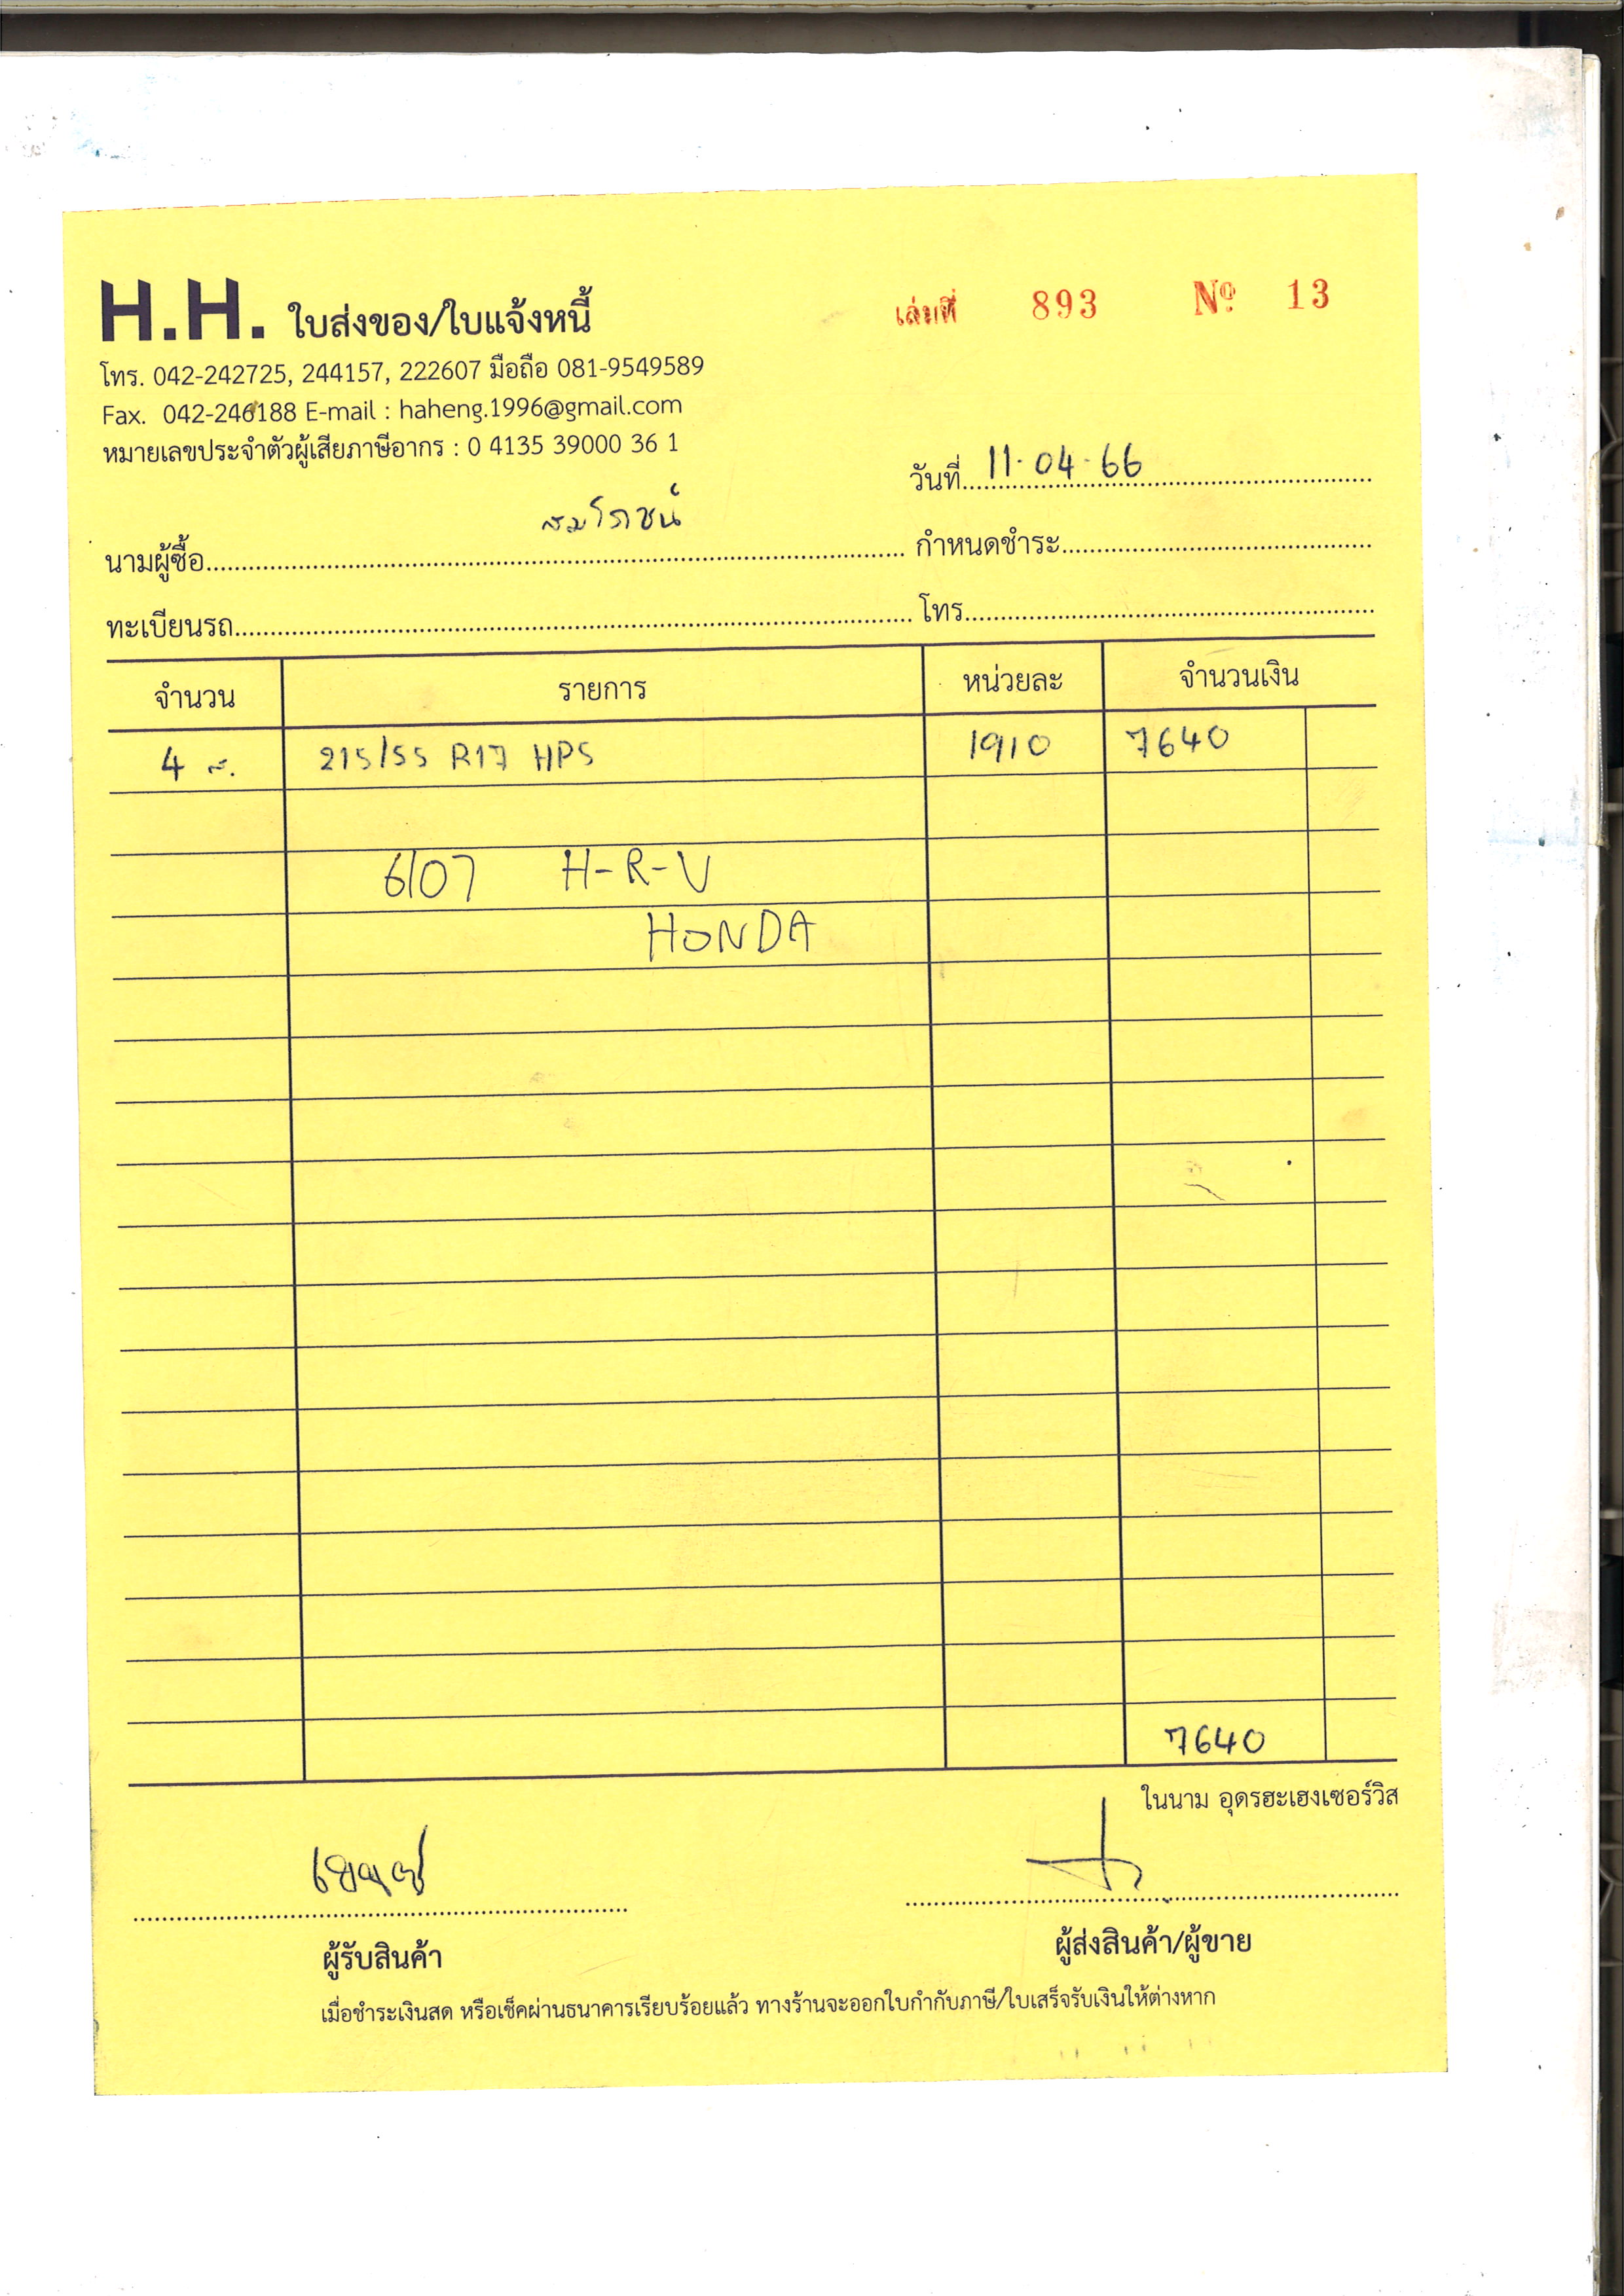 H.H. ใบส่งของ/ใบแจ้งหนี้ เล่มที่ 893 Nº 13
โทร. 042-242725, 244157, 222607 มือถือ 081-9549589
Fax. 042-246188 E-mail : haheng.1996@gmail.com
หมายเลขประจำตัวผู้เสียภาษีอากร : 0 4135 39000 36 1
วันที่ 11-04-66
นามผู้ซื้อ สมโภชน์ กำหนดชำระ
ทะเบียนรถ โทร
จำนวน รายการ หน่วยละ จำนวนเงิน
4 ส. 215/55 R17 HPS 1910 7640
6107 H-R-V
HONDA
7640
ในนาม อุดรฮะเฮงเซอร์วิส
ผู้รับสินค้า ผู้ส่งสินค้า/ผู้ขาย
เมื่อชำระเงินสด หรือเช็คผ่านธนาคารเรียบร้อยแล้ว ทางร้านจะออกใบกำกับภาษี/ใบเสร็จรับเงินให้ต่างหาก